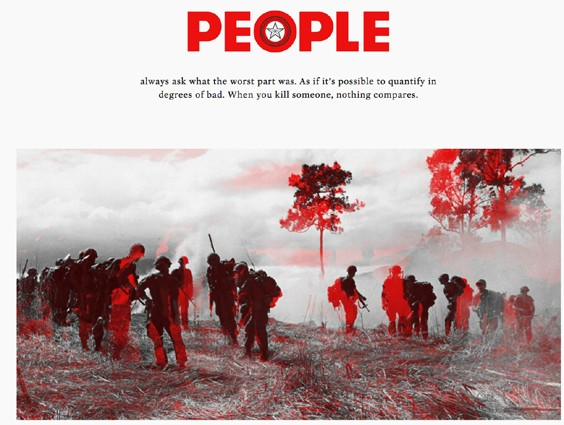 PEOPLE
always ask what the worst part was. As if it's possible to quantify in
degrees of bad. When you kill someone, nothing compares.